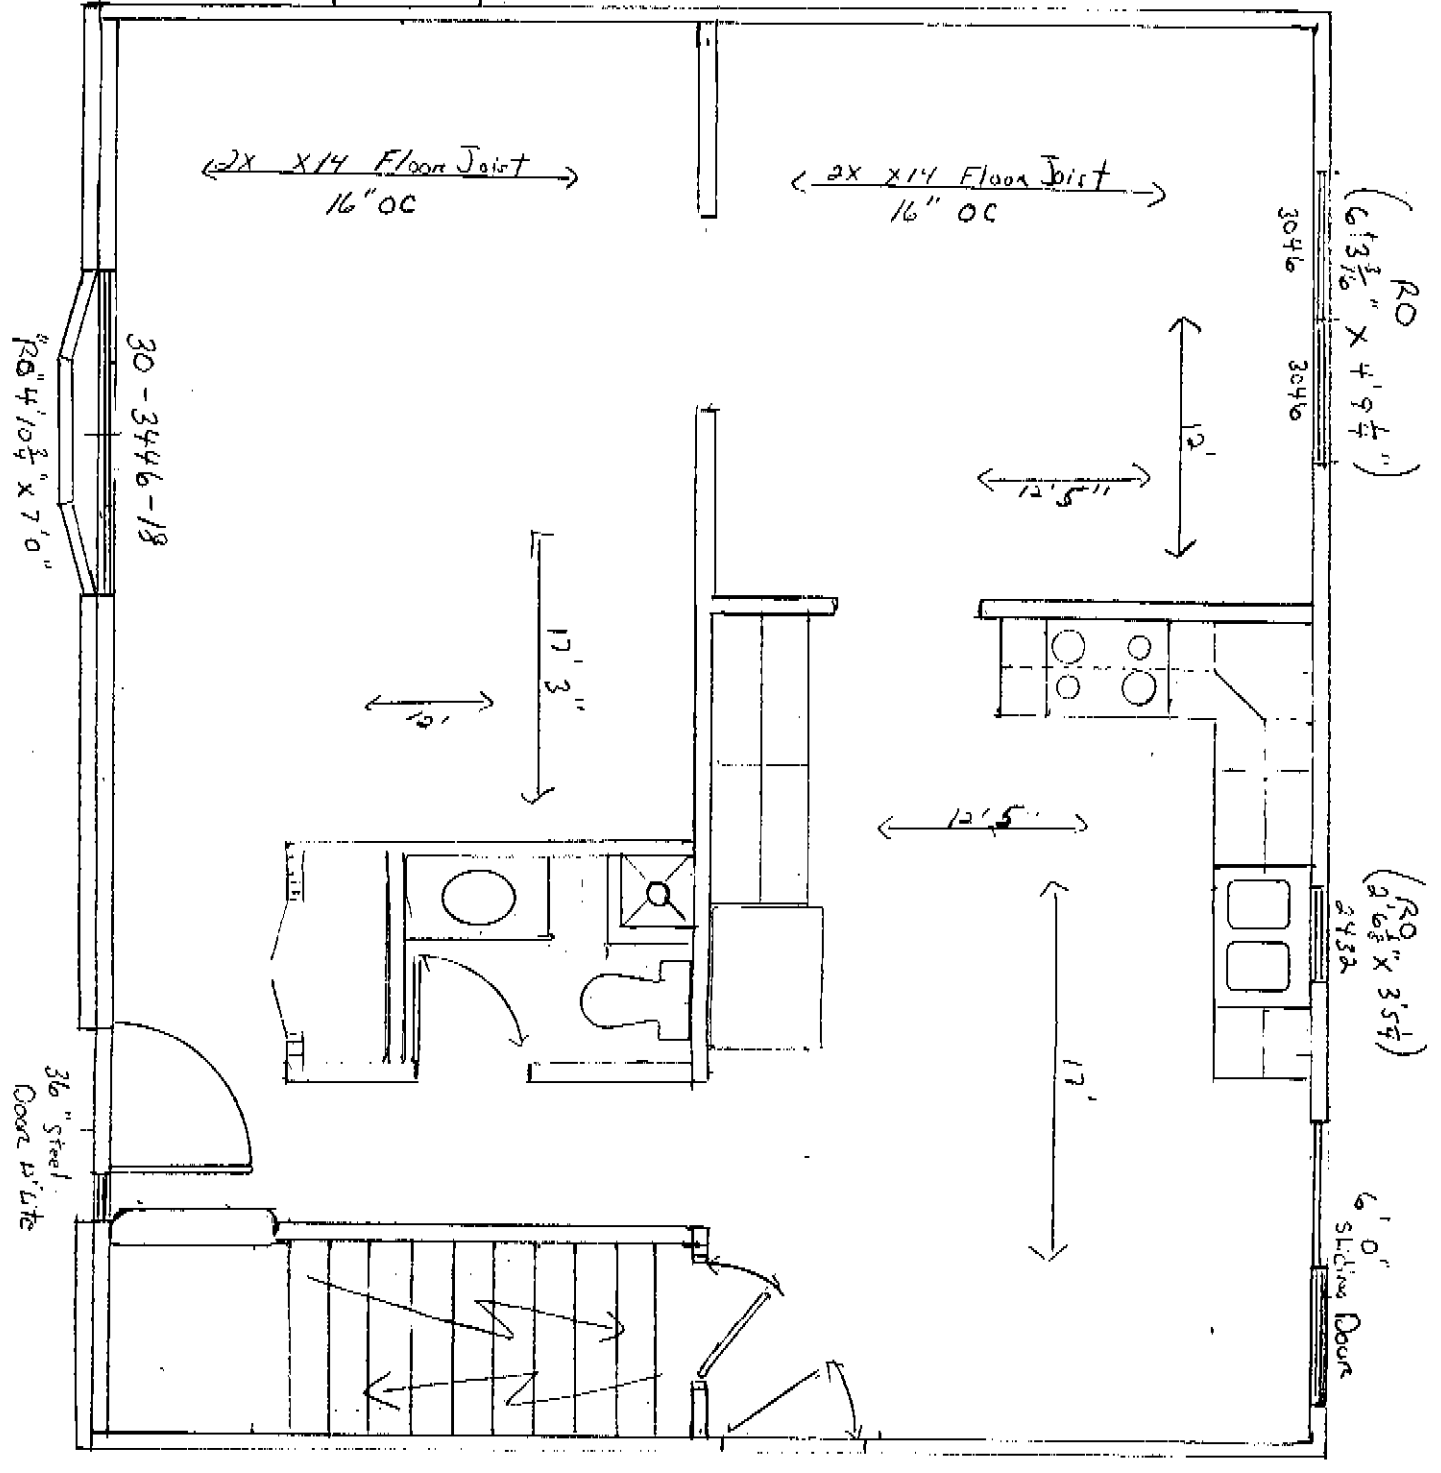 2x x14 Floor Joist
16" OC
2x x14 Floor Joist
16" OC
RO
(6'3 3/16" x 4'9 1/4")
3046
3046
12'
12'5"
30-3446-18
"RO" 4'10 3/4" x 7'0"
17'3"
10'
12'5"
17'
(RO
2'6 1/8" x 3'5 1/4")
2432
36" Steel
Door W'Lite
6'0"
Sliding Door